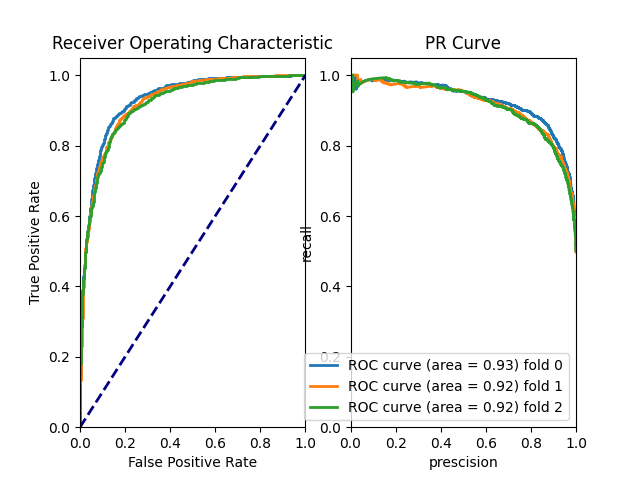 Receiver Operating Characteristic
True Positive Rate
1.0
0.8
0.6
0.4
0.2
0.0
0.0 0.2 0.4 0.6 0.8 1.0
False Positive Rate
PR Curve
recall
1.0
0.8
0.6
0.4
0.2
0.0
0.0 0.2 0.4 0.6 0.8 1.0
prescision
ROC curve (area = 0.93) fold 0
ROC curve (area = 0.92) fold 1
ROC curve (area = 0.92) fold 2